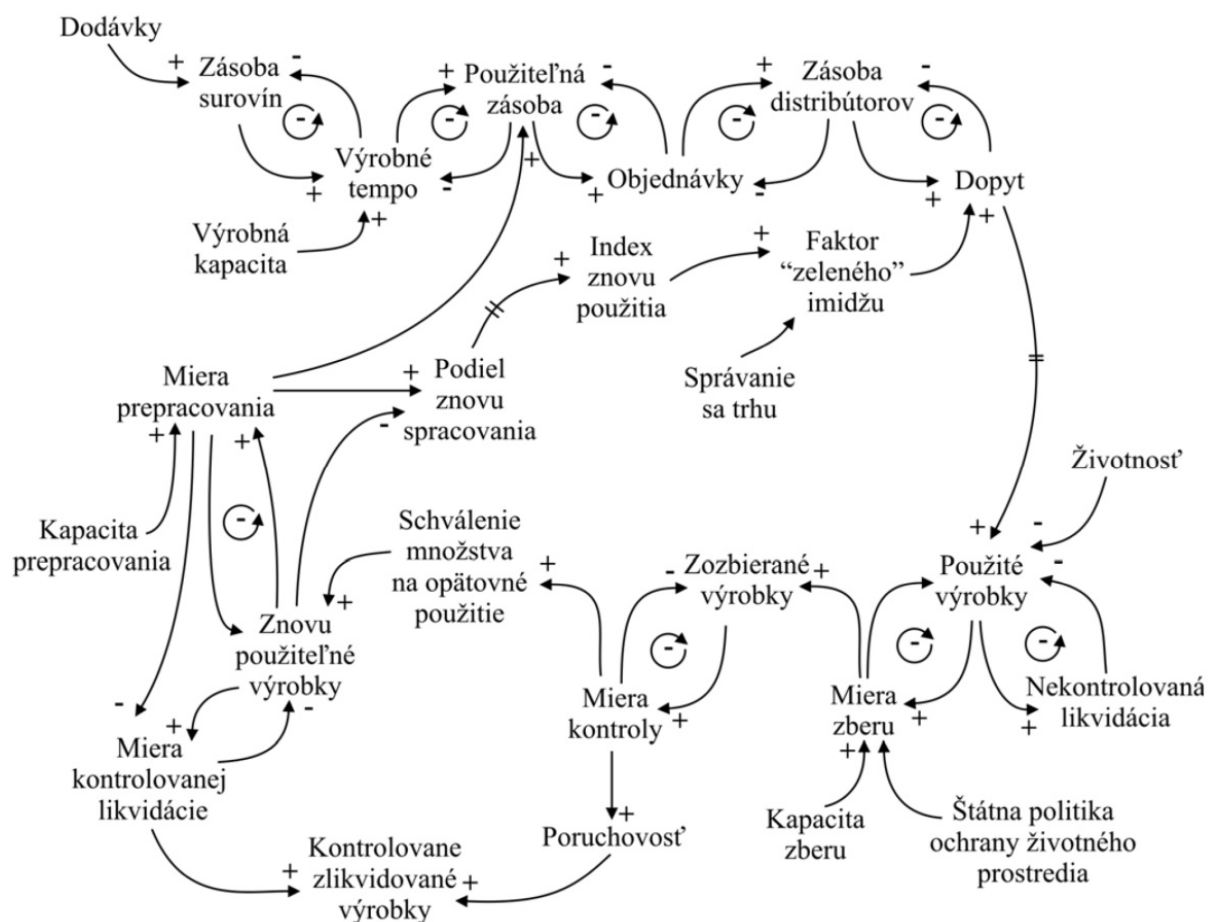 Dodávky
Zásoba
surovín
Použiteľná
zásoba
Zásoba
distribútorov
Výrobné
tempo
Objednávky
Dopyt
Výrobná
kapacita
Index
znovu
použitia
Faktor
“zeleného”
imidžu
Miera
prepracovania
Podiel
znovu
spracovania
Správanie
sa trhu
Životnosť
Kapacita
prepracovania
Schválenie
množstva
na opätovné
použitie
Zozbierané
výrobky
Použité
výrobky
Znovu
použiteľné
výrobky
Miera
kontroly
Miera
zberu
Nekontrolovaná
likvidácia
Miera
kontrolovanej
likvidácie
Poruchovosť
Kapacita
zberu
Štátna politika
ochrany životného
prostredia
Kontrolovane
zlikvidované
výrobky